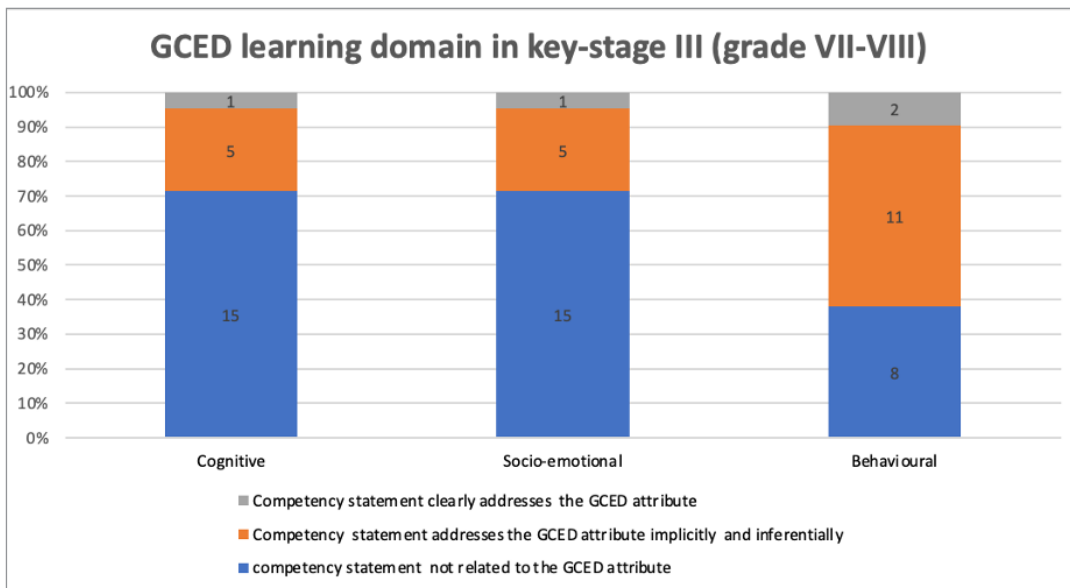 GCED learning domain in key-stage III (grade VII-VIII)
100%
90%
80%
70%
60%
50%
40%
30%
20%
10%
0%
1
5
15
1
5
15
2
11
8
Cognitive
Socio-emotional
Behavioural
Competency statement clearly addresses the GCED attribute
Competency statement addresses the GCED attribute implicitly and inferentially
competency statement not related to the GCED attribute